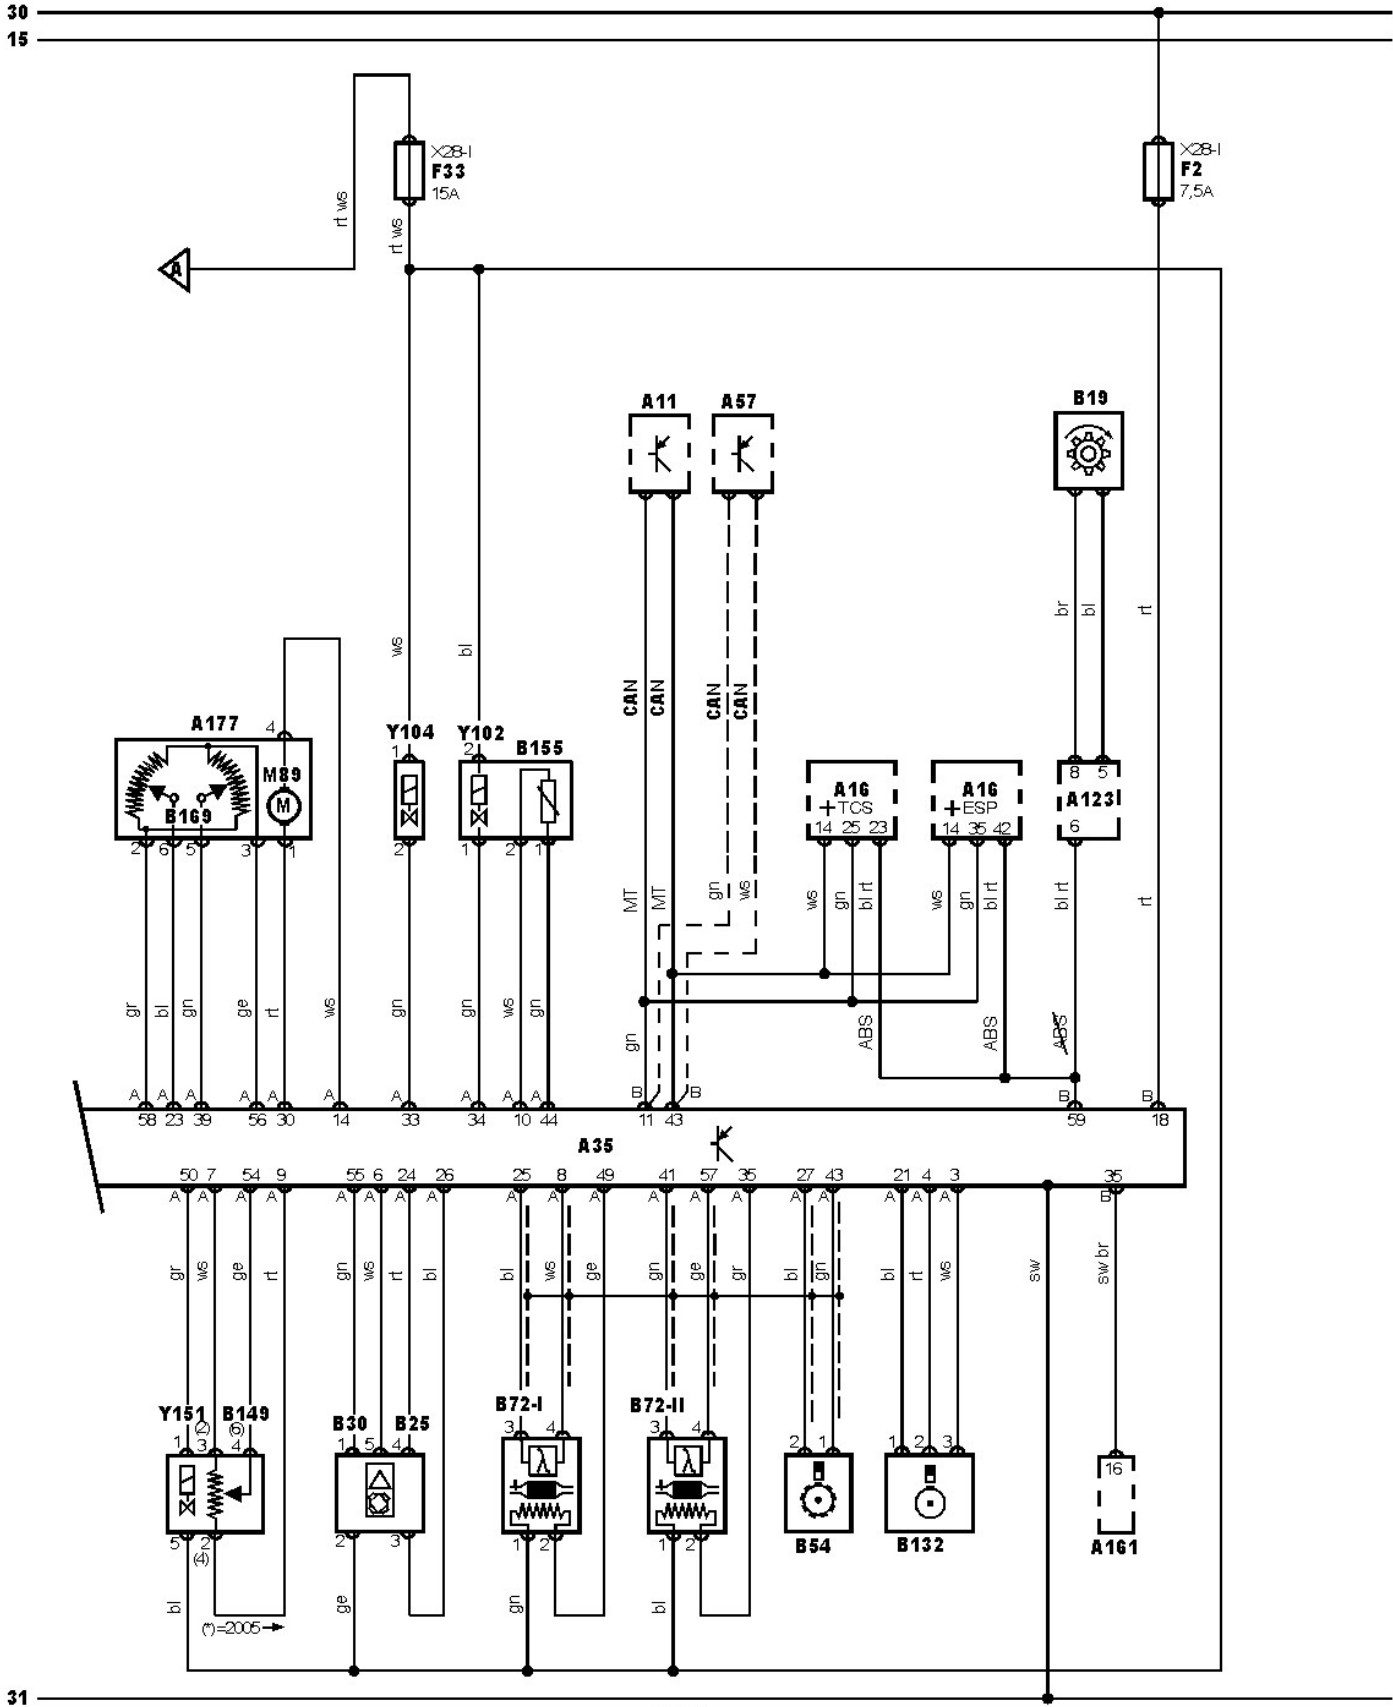 30
15
X28-I
F33
15A
X28-I
F2
7,5A
rt ws
rt ws
A
A11 A57 B19
ws bl br bl rt
CAN CAN CAN CAN
A177 4 Y104 Y102 B155
1 2
M89
M
B169
A16 A16 8 5
+TCS +ESP A123
14 25 23 14 35 42 6
2 6 5 3 1 2 1 2 1
MT MT gn ws ws gn bl rt ws gn bl rt bl rt rt
gr bl gn ge rt ws gn gn ws gn gn ABS ABS ABS
A A A A A A A A A A B B B B
58 23 39 56 30 14 33 34 10 44 11 43 59 18
A35
50 7 54 9 55 6 24 26 25 8 49 41 57 35 27 43 21 4 3 35
A A A A A A A A A A A A A A A A A A A B
gr ws ge rt gn ws rt bl bl ws ge gn ge gr bl gn bl rt ws sw sw br
Y151 B149 B30 B25 B72-I B72-II
(2) (6)
1 3 4 1 5 4 3 4 3 4 2 1 1 2 3
λ λ
+ = + =
16
5 2 2 3 1 2 1 2 B54 B132 A161
(4)
bl ge gn bl
(*)=2005
31